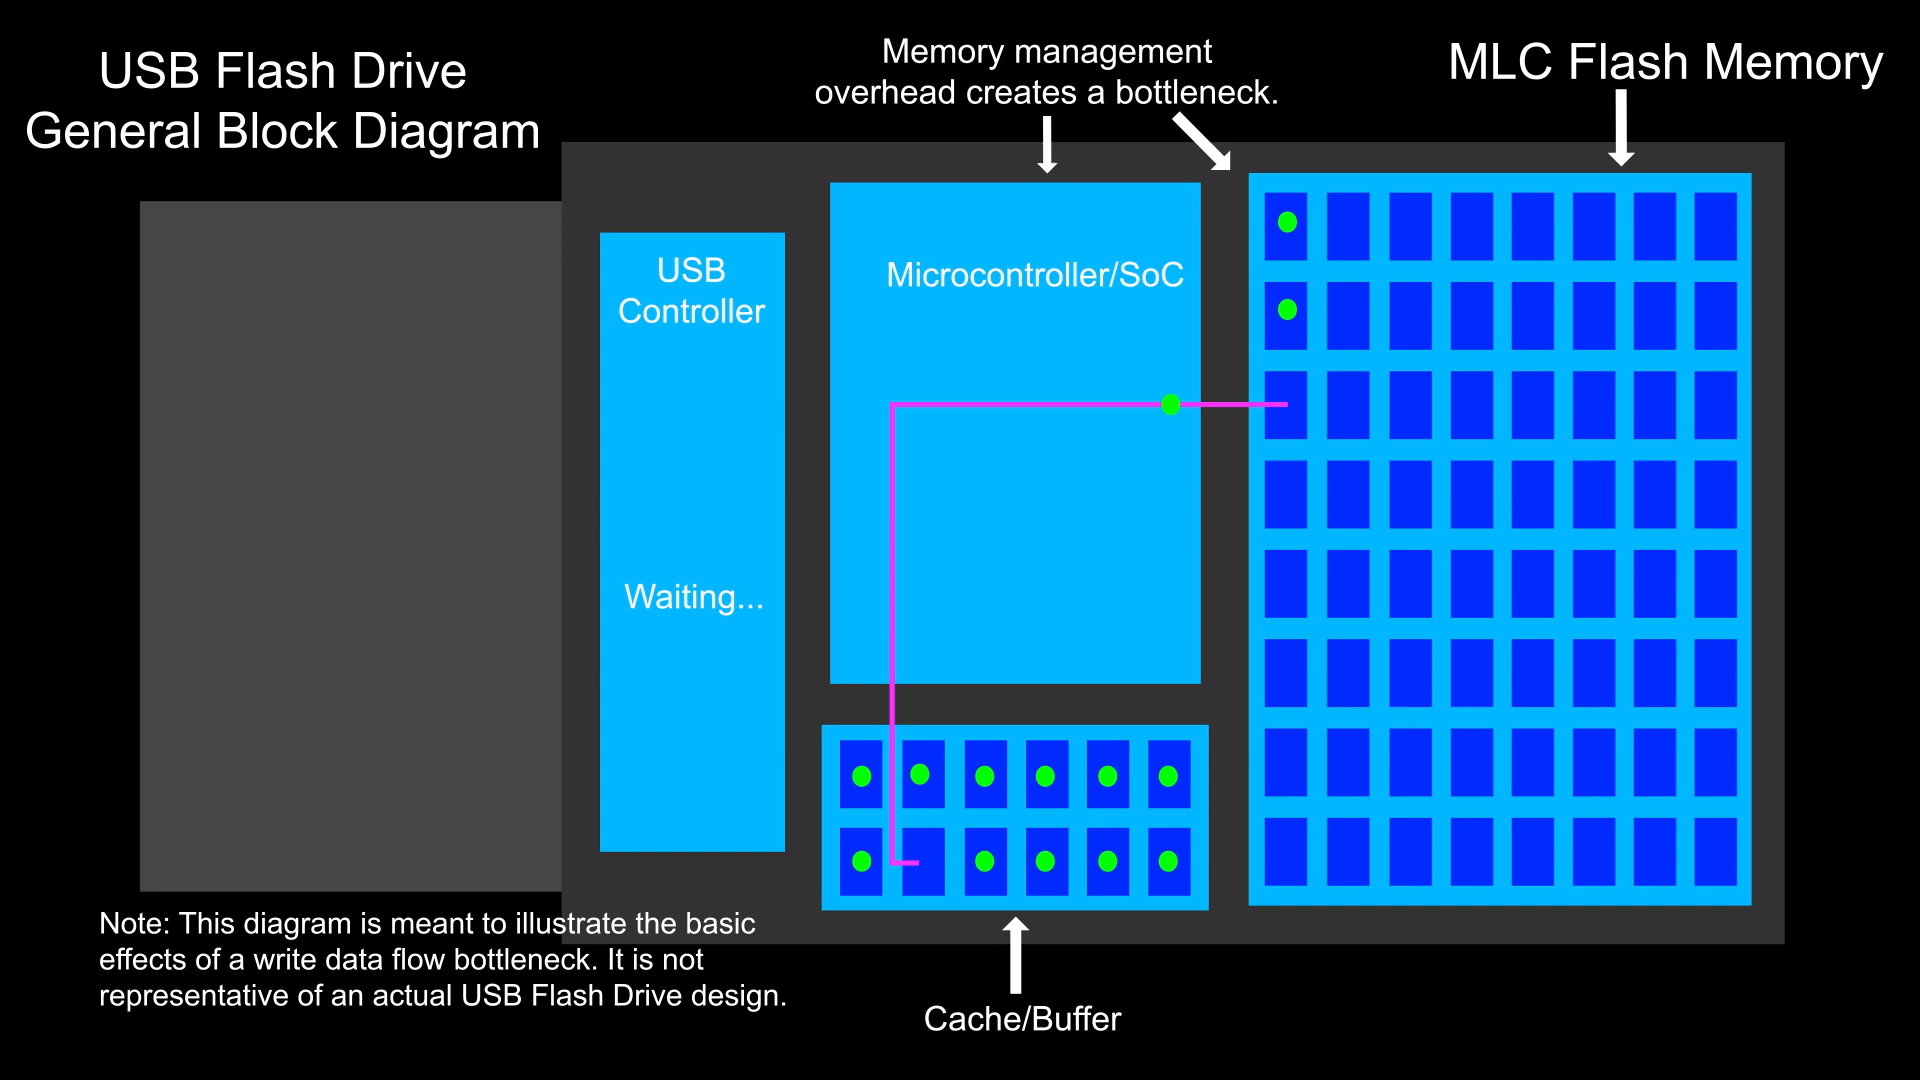 USB Flash Drive
General Block Diagram
Memory management
overhead creates a bottleneck.
MLC Flash Memory
USB
Controller
Microcontroller/SoC
Waiting...
Note: This diagram is meant to illustrate the basic
effects of a write data flow bottleneck. It is not
representative of an actual USB Flash Drive design.
Cache/Buffer